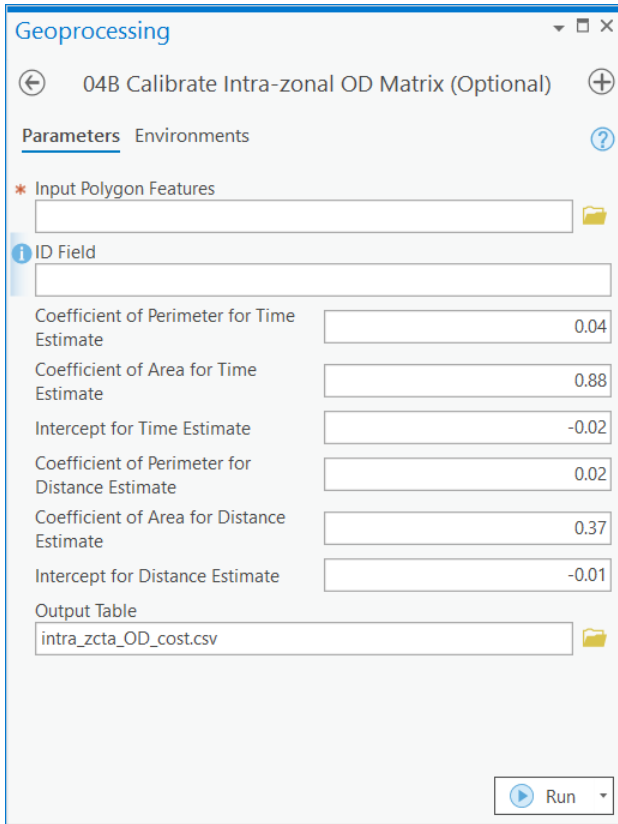 Geoprocessing
04B Calibrate Intra-zonal OD Matrix (Optional)
Parameters Environments
* Input Polygon Features
ID Field
Coefficient of Perimeter for Time
Estimate
0.04
Coefficient of Area for Time
Estimate
0.88
Intercept for Time Estimate
-0.02
Coefficient of Perimeter for
Distance Estimate
0.02
Coefficient of Area for Distance
Estimate
0.37
Intercept for Distance Estimate
-0.01
Output Table
intra_zcta_OD_cost.csv
Run